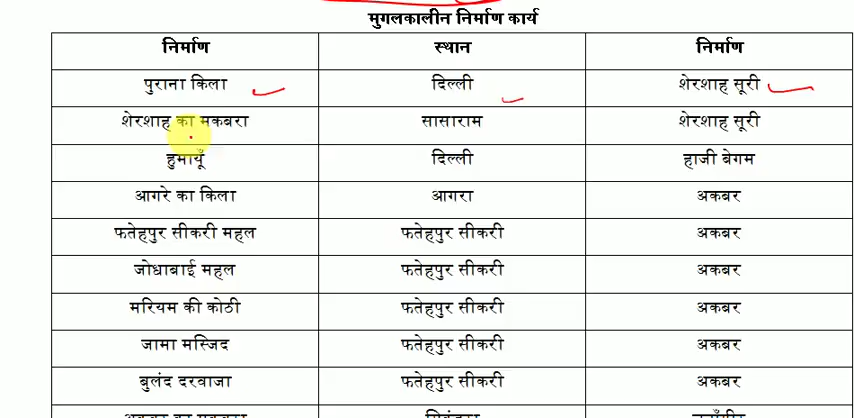 मुगलकालीन निर्माण कार्य
निर्माण स्थान निर्माण
पुराना किला दिल्ली शेरशाह सूरी
शेरशाह का मकबरा सासाराम शेरशाह सूरी
हुमायूँ दिल्ली हाजी बेगम
आगरे का किला आगरा अकबर
फतेहपुर सीकरी महल फतेहपुर सीकरी अकबर
जोधाबाई महल फतेहपुर सीकरी अकबर
मरियम की कोठी फतेहपुर सीकरी अकबर
जामा मस्जिद फतेहपुर सीकरी अकबर
बुलंद दरवाजा फतेहपुर सीकरी अकबर